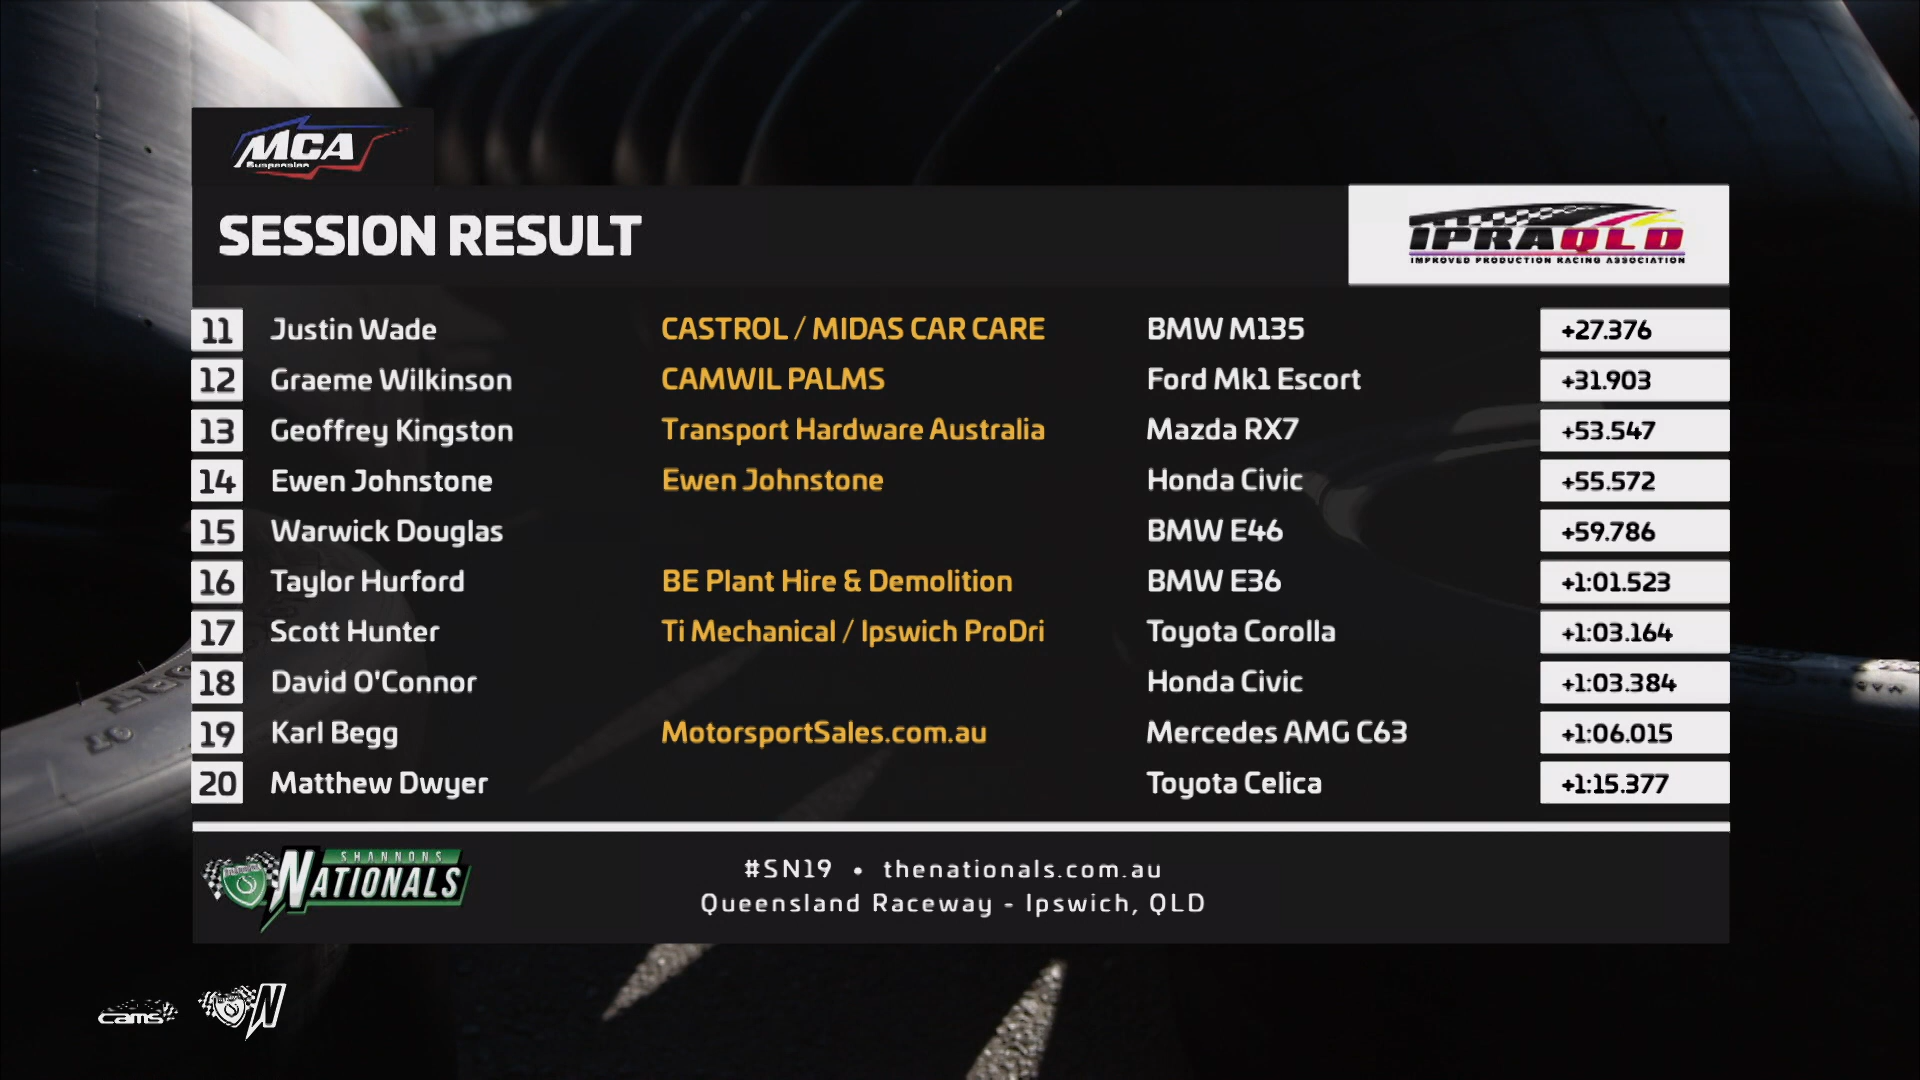 MCA
Suspension
SESSION RESULT
IPRAQLD
IMPROVED PRODUCTION RACING ASSOCIATION
11 Justin Wade CASTROL / MIDAS CAR CARE BMW M135 +27.376
12 Graeme Wilkinson CAMWIL PALMS Ford Mk1 Escort +31.903
13 Geoffrey Kingston Transport Hardware Australia Mazda RX7 +53.547
14 Ewen Johnstone Ewen Johnstone Honda Civic +55.572
15 Warwick Douglas BMW E46 +59.786
16 Taylor Hurford BE Plant Hire & Demolition BMW E36 +1:01.523
17 Scott Hunter Ti Mechanical / Ipswich ProDri Toyota Corolla +1:03.164
18 David O'Connor Honda Civic +1:03.384
19 Karl Begg MotorsportSales.com.au Mercedes AMG C63 +1:06.015
20 Matthew Dwyer Toyota Celica +1:15.377
SHANNONS
NATIONALS
#SN19 • thenationals.com.au
Queensland Raceway - Ipswich, QLD
cams
N